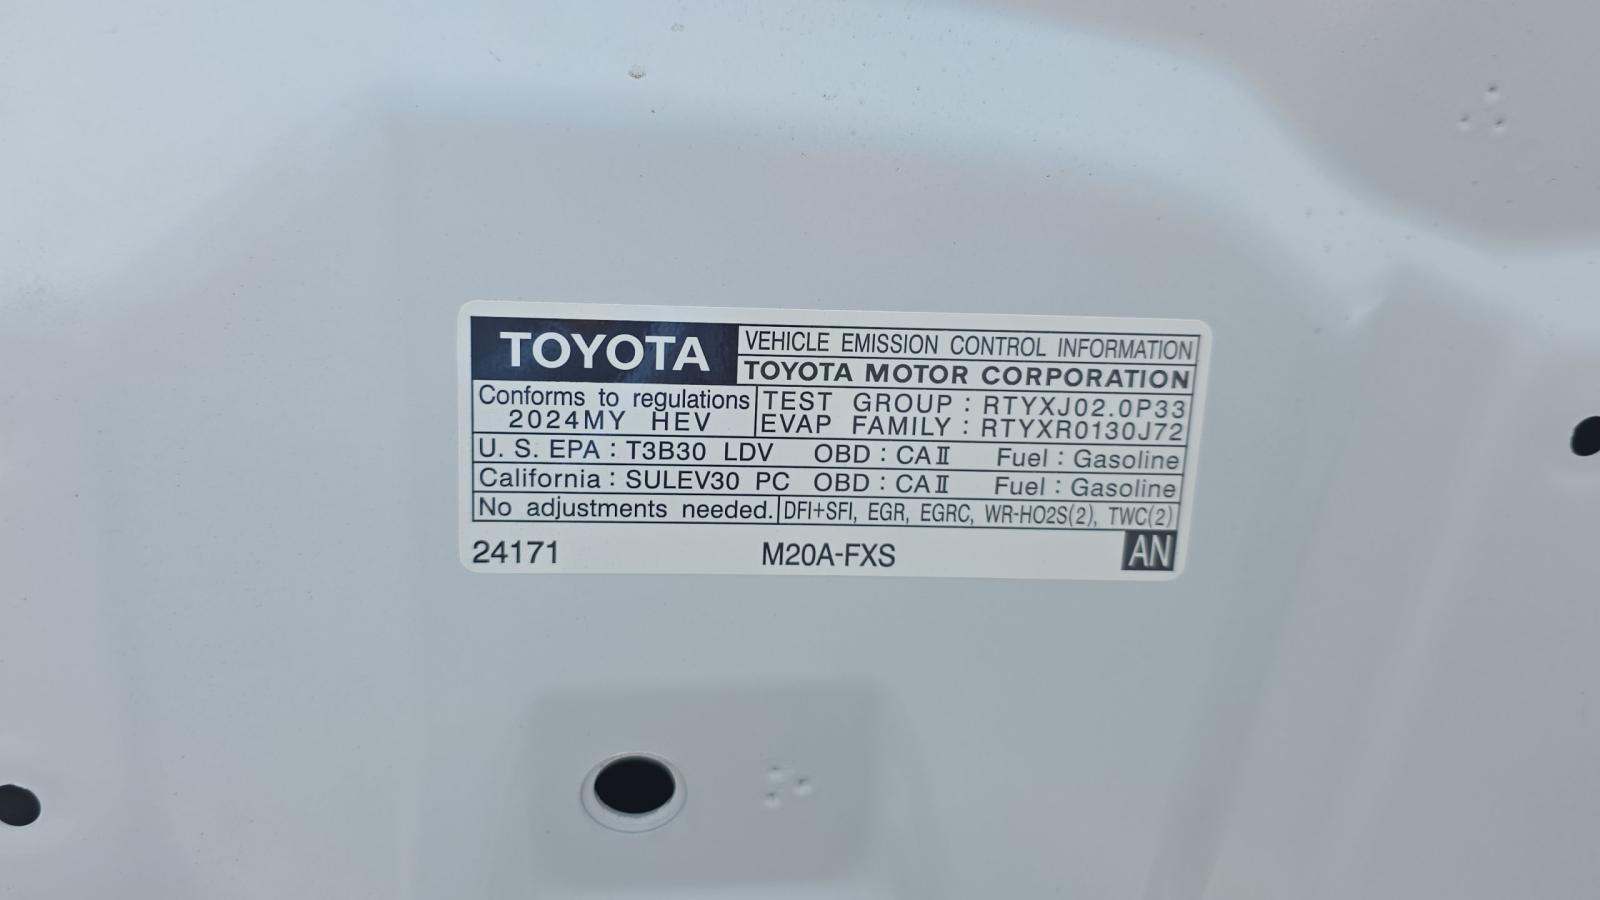 TOYOTA
VEHICLE EMISSION CONTROL INFORMATION
TOYOTA MOTOR CORPORATION
Conforms to regulations
2024MY HEV
TEST GROUP : RTYXJ02.0P33
EVAP FAMILY : RTYXR0130J72
U. S. EPA : T3B30 LDV OBD : CAⅡ Fuel : Gasoline
California : SULEV30 PC OBD : CAⅡ Fuel : Gasoline
No adjustments needed. DFI+SFI, EGR, EGRC, WR-HO2S(2), TWC(2)
24171 M20A-FXS AN